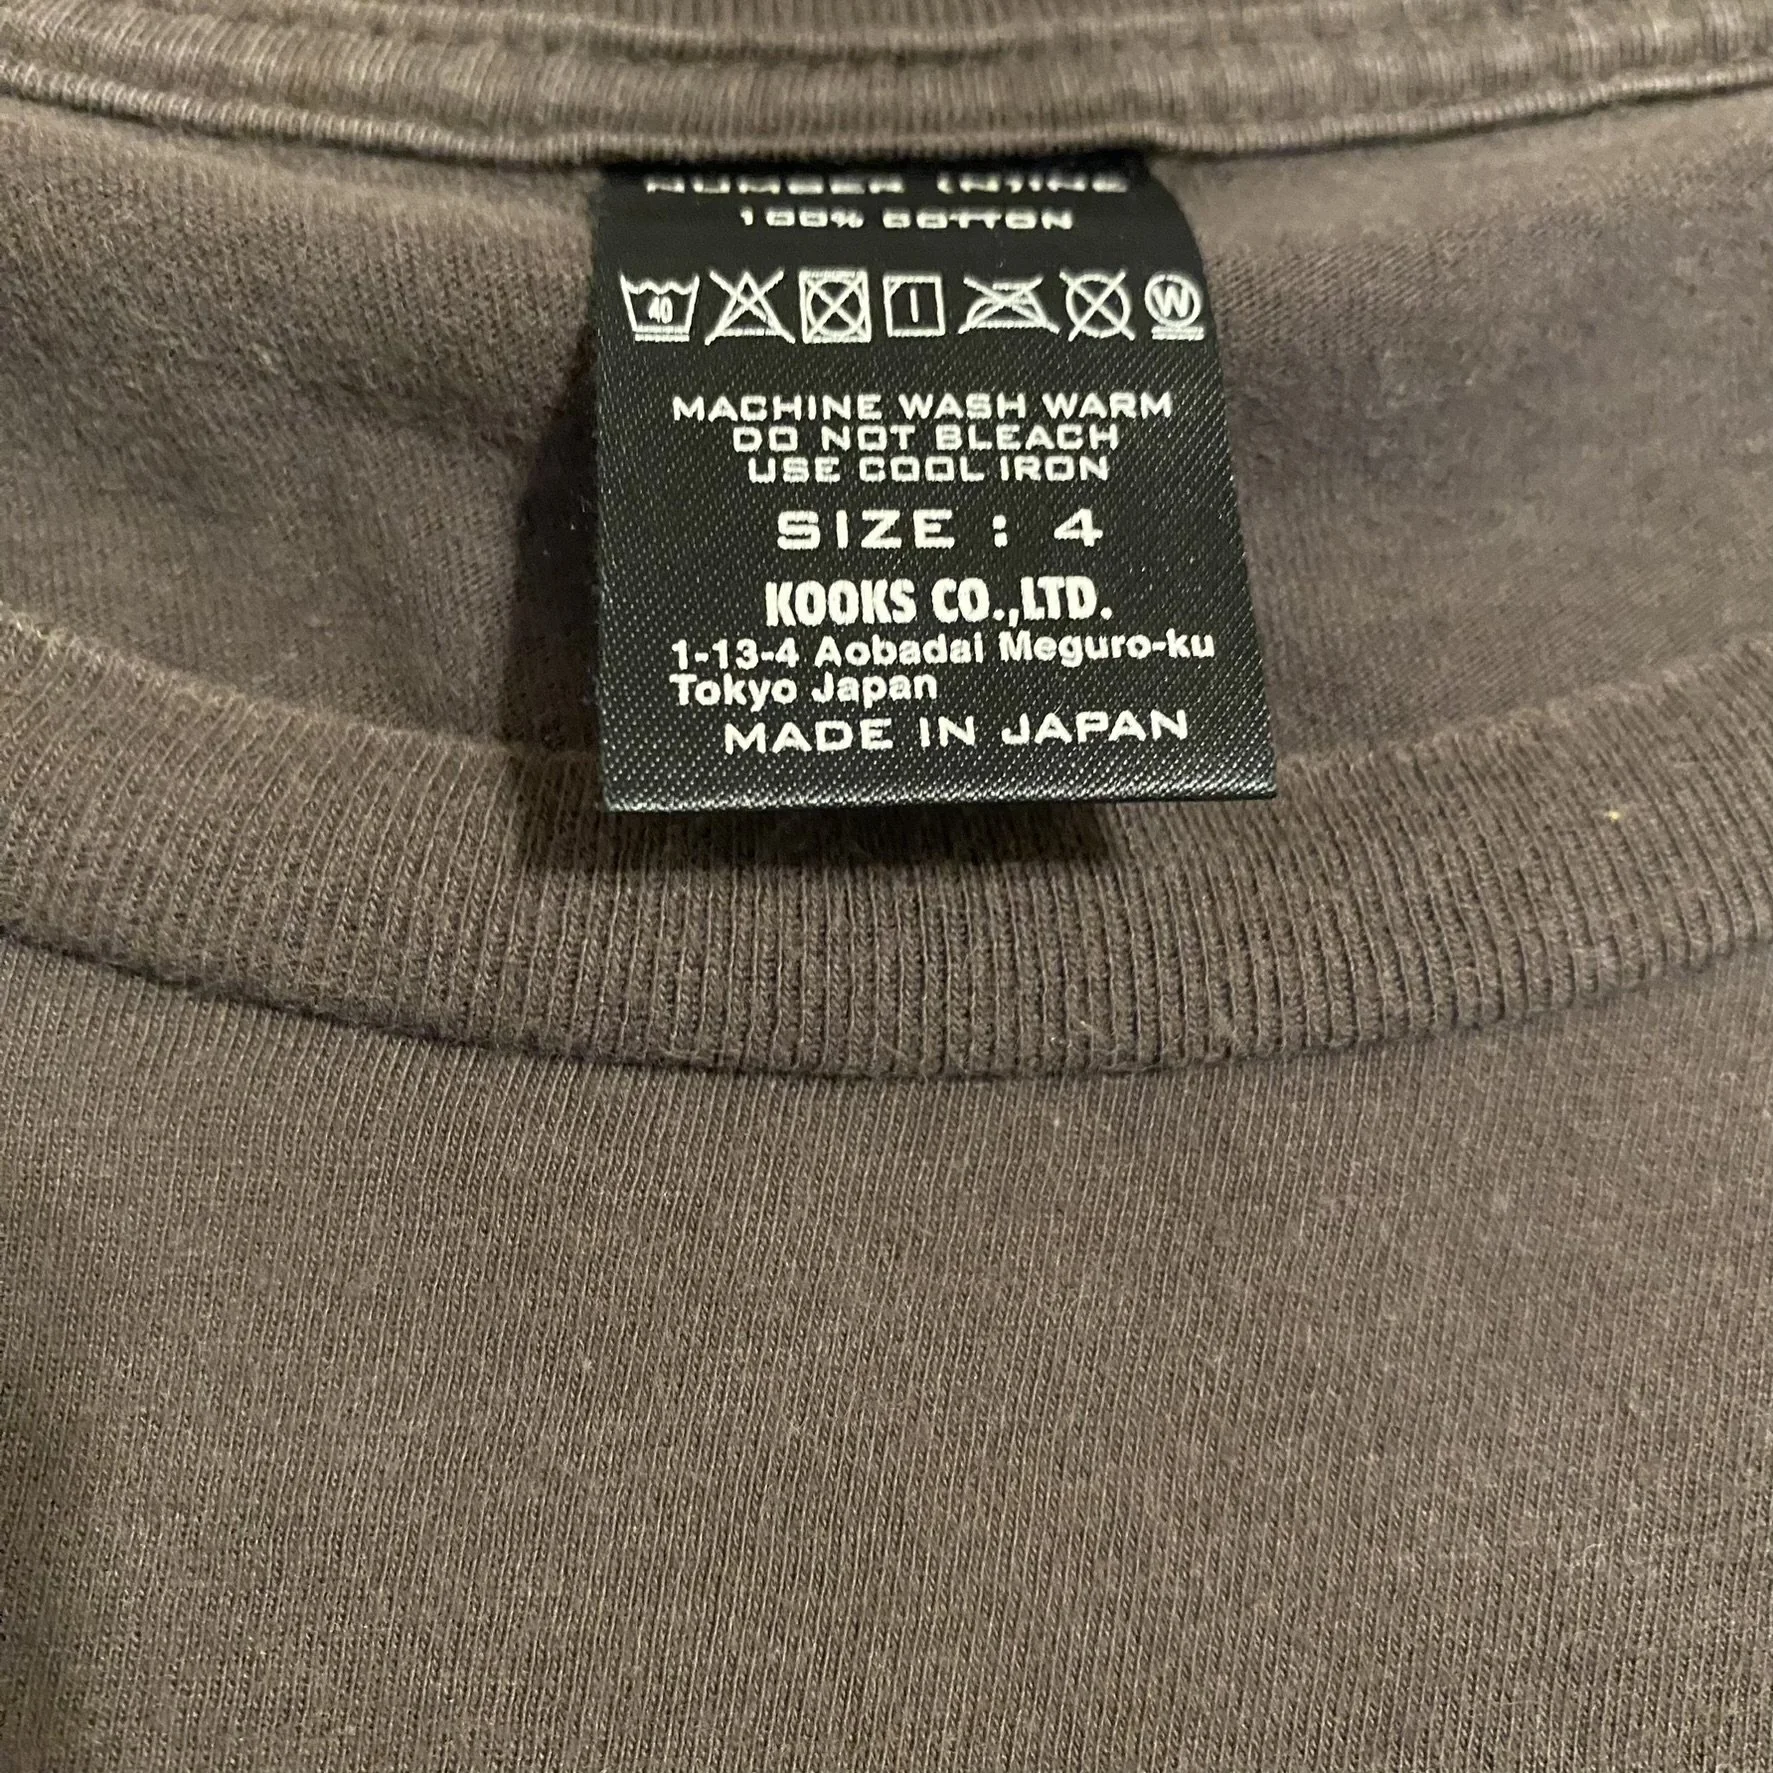 NUMBER (N)INE
100% COTTON
40 W
MACHINE WASH WARM
DO NOT BLEACH
USE COOL IRON
SIZE : 4
KOOKS CO.,LTD.
1-13-4 Aobadai Meguro-ku
Tokyo Japan
MADE IN JAPAN